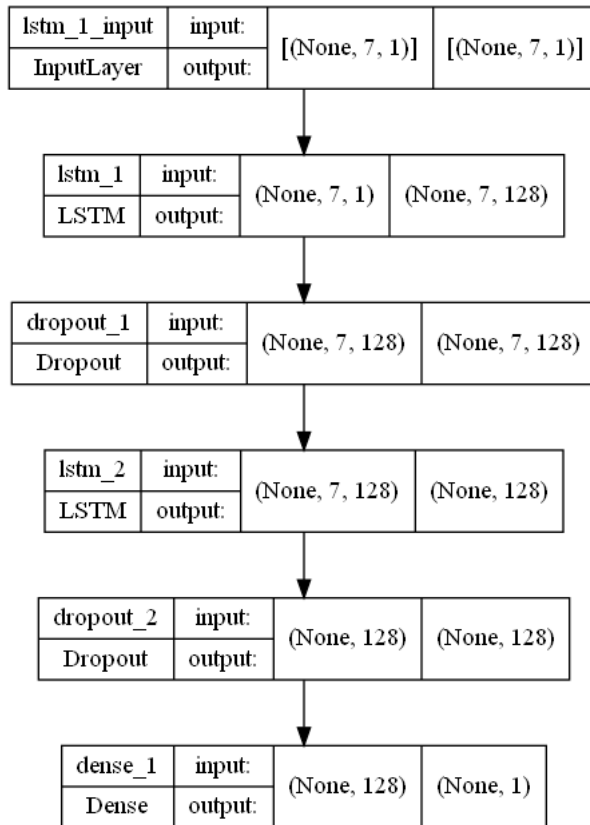 lstm_1_input input: [(None, 7, 1)] [(None, 7, 1)]
InputLayer output:
lstm_1 input: (None, 7, 1) (None, 7, 128)
LSTM output:
dropout_1 input: (None, 7, 128) (None, 7, 128)
Dropout output:
lstm_2 input: (None, 7, 128) (None, 128)
LSTM output:
dropout_2 input: (None, 128) (None, 128)
Dropout output:
dense_1 input: (None, 128) (None, 1)
Dense output: